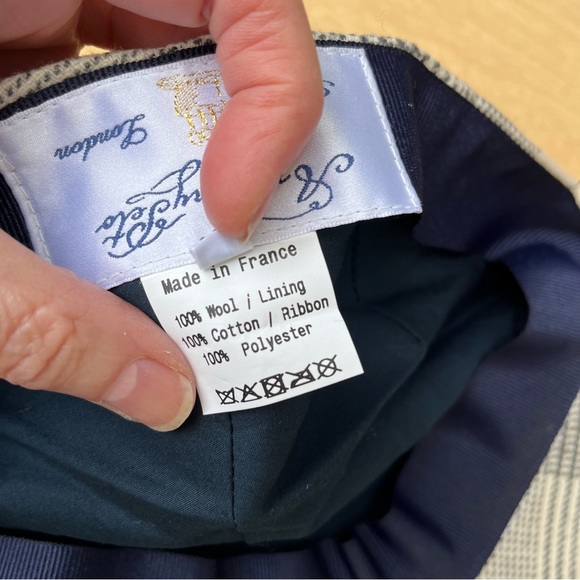 London
Made in France
100% Wool / Lining
100% Cotton / Ribbon
100% Polyester